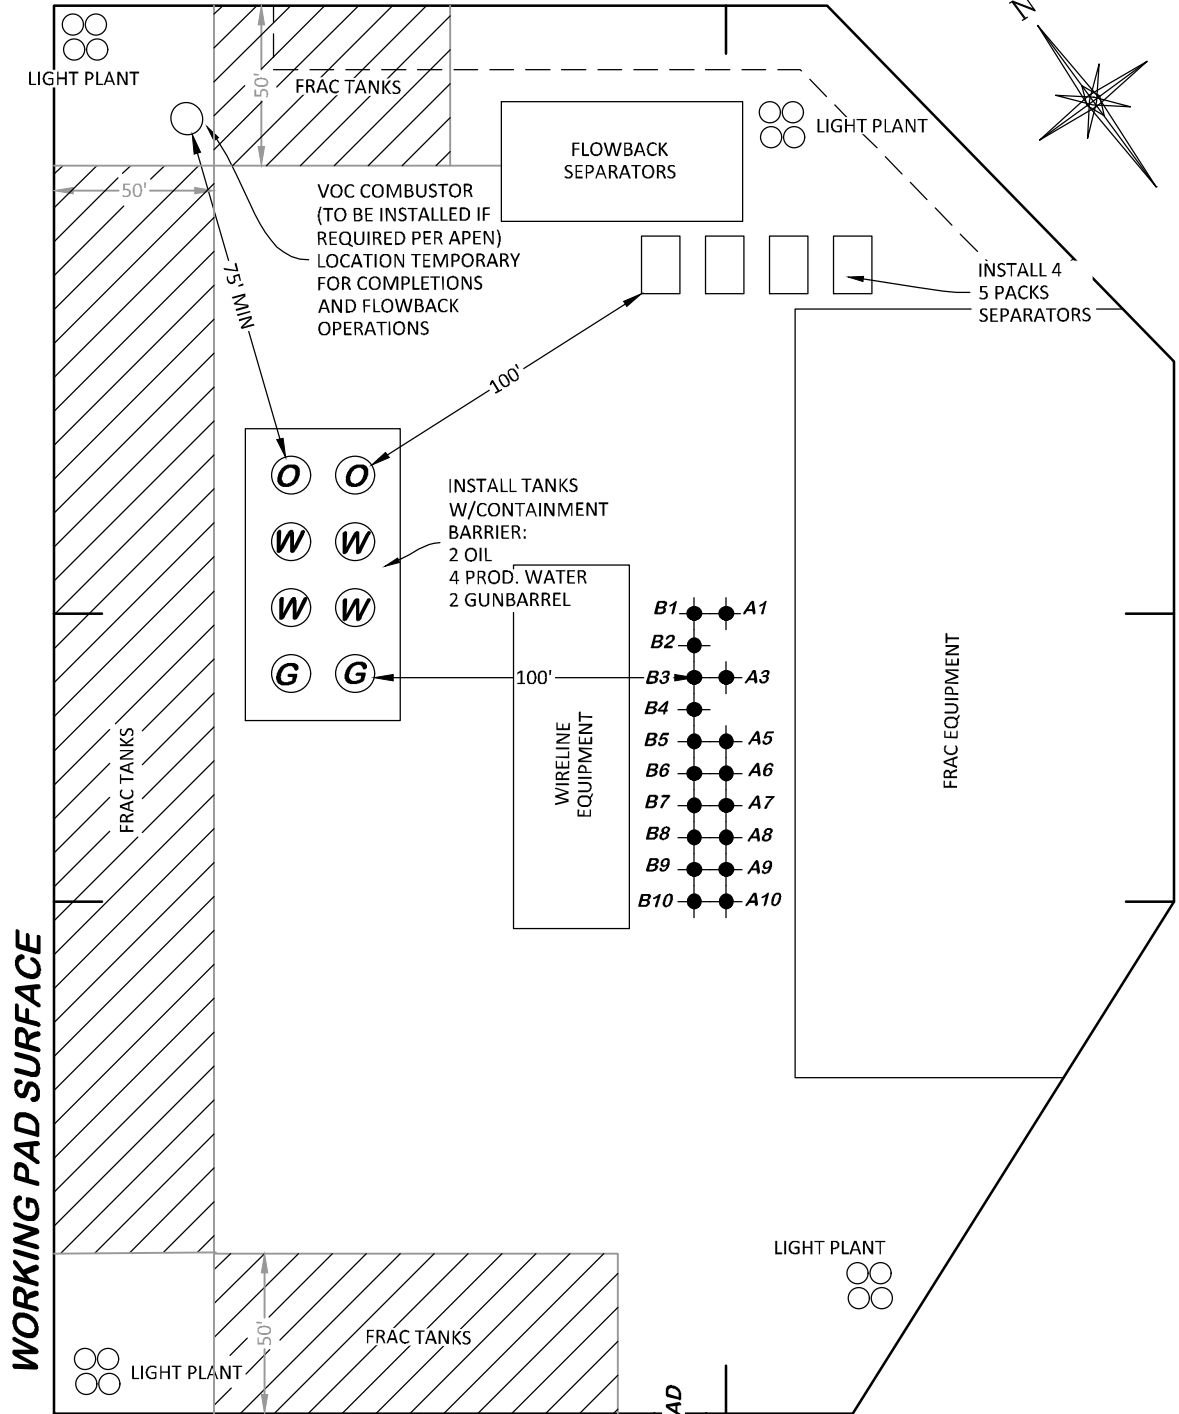 N
LIGHT PLANT
50'
FRAC TANKS
FLOWBACK
SEPARATORS
LIGHT PLANT
50'
VOC COMBUSTOR
(TO BE INSTALLED IF
REQUIRED PER APEN)
LOCATION TEMPORARY
FOR COMPLETIONS
AND FLOWBACK
OPERATIONS
75' MIN
INSTALL 4
5 PACKS
SEPARATORS
100'
O O
W W
W W
G G
INSTALL TANKS
W/CONTAINMENT
BARRIER:
2 OIL
4 PROD. WATER
2 GUNBARREL
100'
B1 A1
B2
B3 A3
B4
B5 A5
B6 A6
B7 A7
B8 A8
B9 A9
B10 A10
WIRELINE
EQUIPMENT
FRAC EQUIPMENT
FRAC TANKS
WORKING PAD SURFACE
LIGHT PLANT
50'
FRAC TANKS
LIGHT PLANT